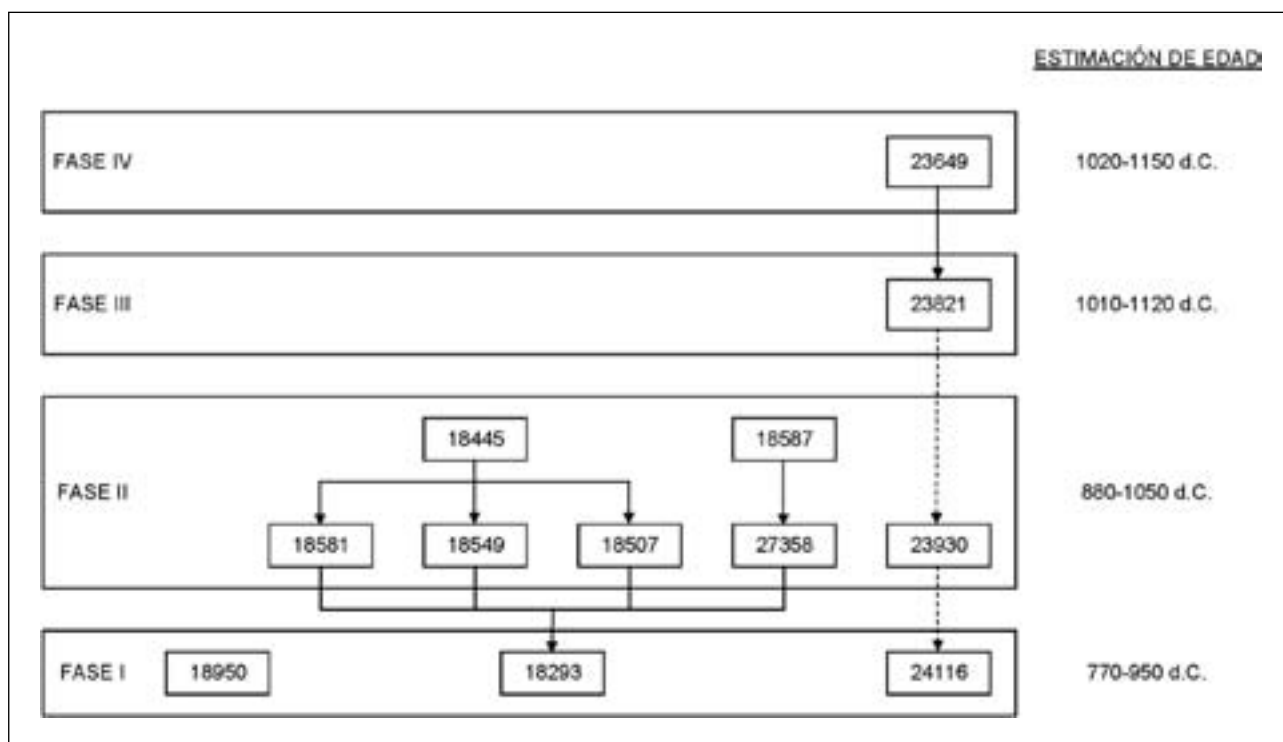 ESTIMACIÓN DE EDAD
FASE IV 23649 1020-1150 d.C.
FASE III 23821 1010-1120 d.C.
18445 18587
FASE II 880-1050 d.C.
18581 18549 18507 27358 23930
FASE I 18950 18293 24116 770-950 d.C.